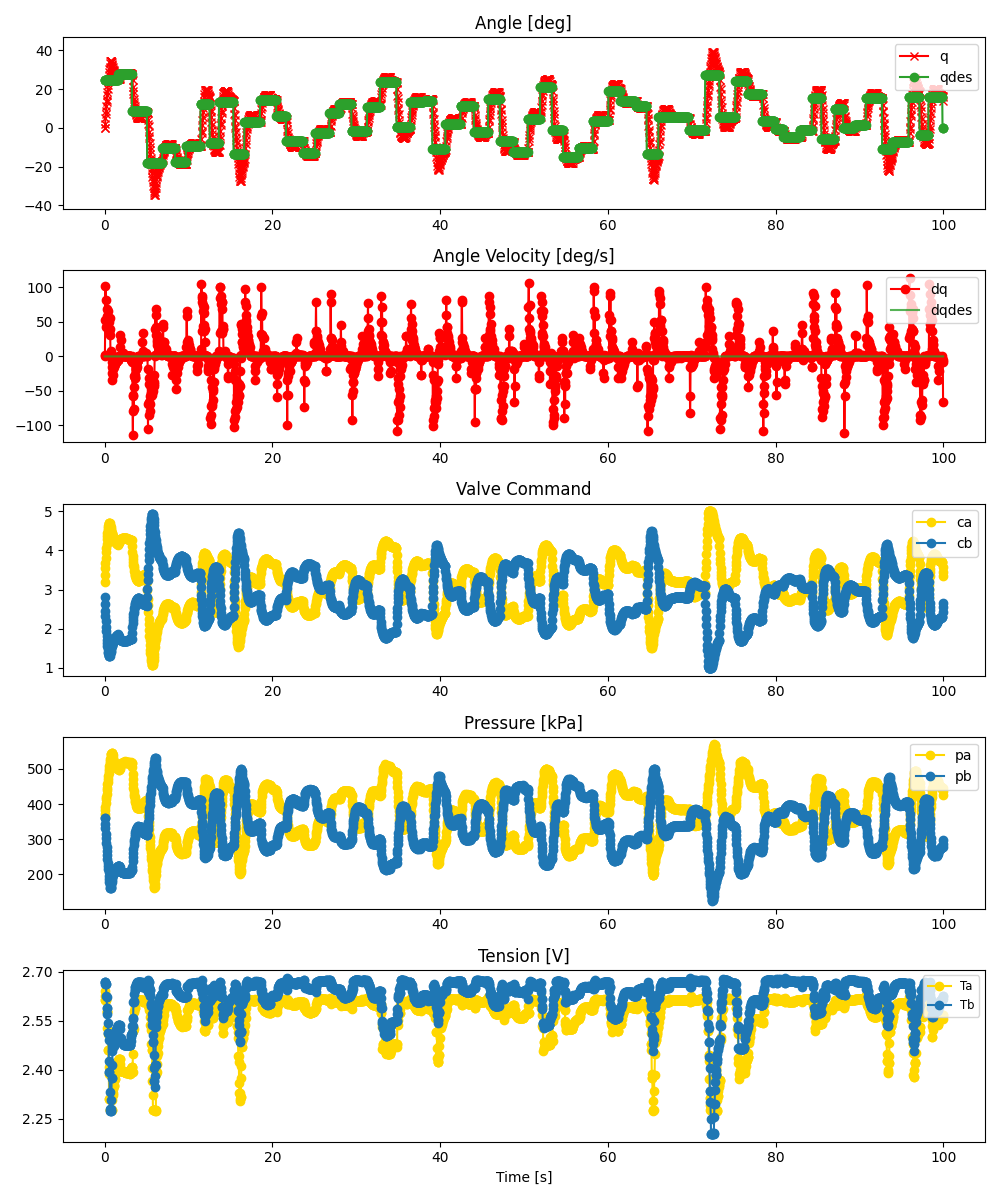 Angle [deg]
40
20
0
−20
−40
q
qdes
0 20 40 60 80 100
Angle Velocity [deg/s]
100
50
0
−50
−100
dq
dqdes
0 20 40 60 80 100
Valve Command
5
4
3
2
1
ca
cb
0 20 40 60 80 100
Pressure [kPa]
500
400
300
200
pa
pb
0 20 40 60 80 100
Tension [V]
2.70
2.55
2.40
2.25
Ta
Tb
0 20 40 60 80 100
Time [s]